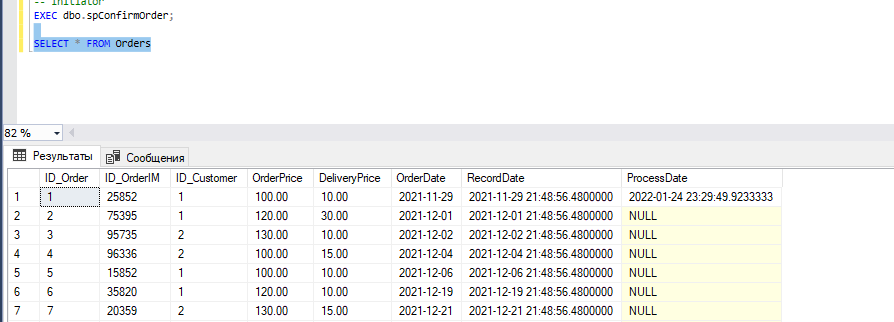 -- Initiator
EXEC dbo.spConfirmOrder;
SELECT * FROM Orders
82 %
Результаты Сообщения
ID_Order ID_OrderIM ID_Customer OrderPrice DeliveryPrice OrderDate RecordDate ProcessDate
1 1 25852 1 100.00 10.00 2021-11-29 2021-11-29 21:48:56.4800000 2022-01-24 23:29:49.9233333
2 2 75395 1 120.00 30.00 2021-12-01 2021-12-01 21:48:56.4800000 NULL
3 3 95735 2 130.00 10.00 2021-12-02 2021-12-02 21:48:56.4800000 NULL
4 4 96336 2 100.00 15.00 2021-12-04 2021-12-04 21:48:56.4800000 NULL
5 5 15852 1 100.00 10.00 2021-12-06 2021-12-06 21:48:56.4800000 NULL
6 6 35820 1 120.00 10.00 2021-12-19 2021-12-19 21:48:56.4800000 NULL
7 7 20359 2 130.00 15.00 2021-12-21 2021-12-21 21:48:56.4800000 NULL